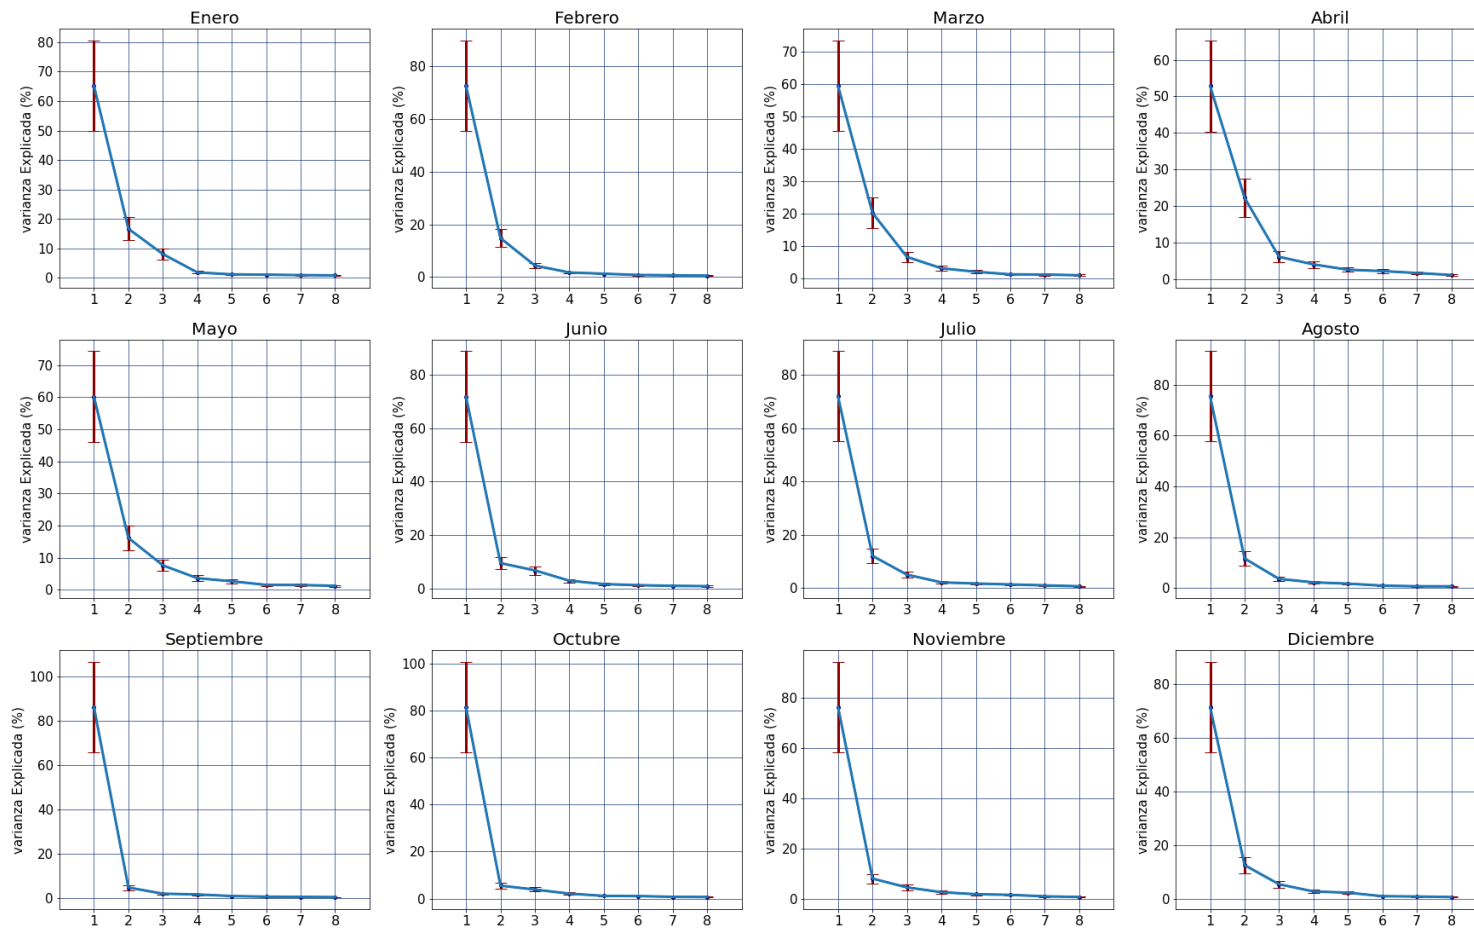 Enero
varianza Explicada (%)
80
70
60
50
40
30
20
10
0
1 2 3 4 5 6 7 8
Febrero
varianza Explicada (%)
80
60
40
20
0
1 2 3 4 5 6 7 8
Marzo
varianza Explicada (%)
70
60
50
40
30
20
10
0
1 2 3 4 5 6 7 8
Abril
varianza Explicada (%)
60
50
40
30
20
10
0
1 2 3 4 5 6 7 8
Mayo
varianza Explicada (%)
70
60
50
40
30
20
10
0
1 2 3 4 5 6 7 8
Junio
varianza Explicada (%)
80
60
40
20
0
1 2 3 4 5 6 7 8
Julio
varianza Explicada (%)
80
60
40
20
0
1 2 3 4 5 6 7 8
Agosto
varianza Explicada (%)
80
60
40
20
0
1 2 3 4 5 6 7 8
Septiembre
varianza Explicada (%)
100
80
60
40
20
0
1 2 3 4 5 6 7 8
Octubre
varianza Explicada (%)
100
80
60
40
20
0
1 2 3 4 5 6 7 8
Noviembre
varianza Explicada (%)
80
60
40
20
0
1 2 3 4 5 6 7 8
Diciembre
varianza Explicada (%)
80
60
40
20
0
1 2 3 4 5 6 7 8